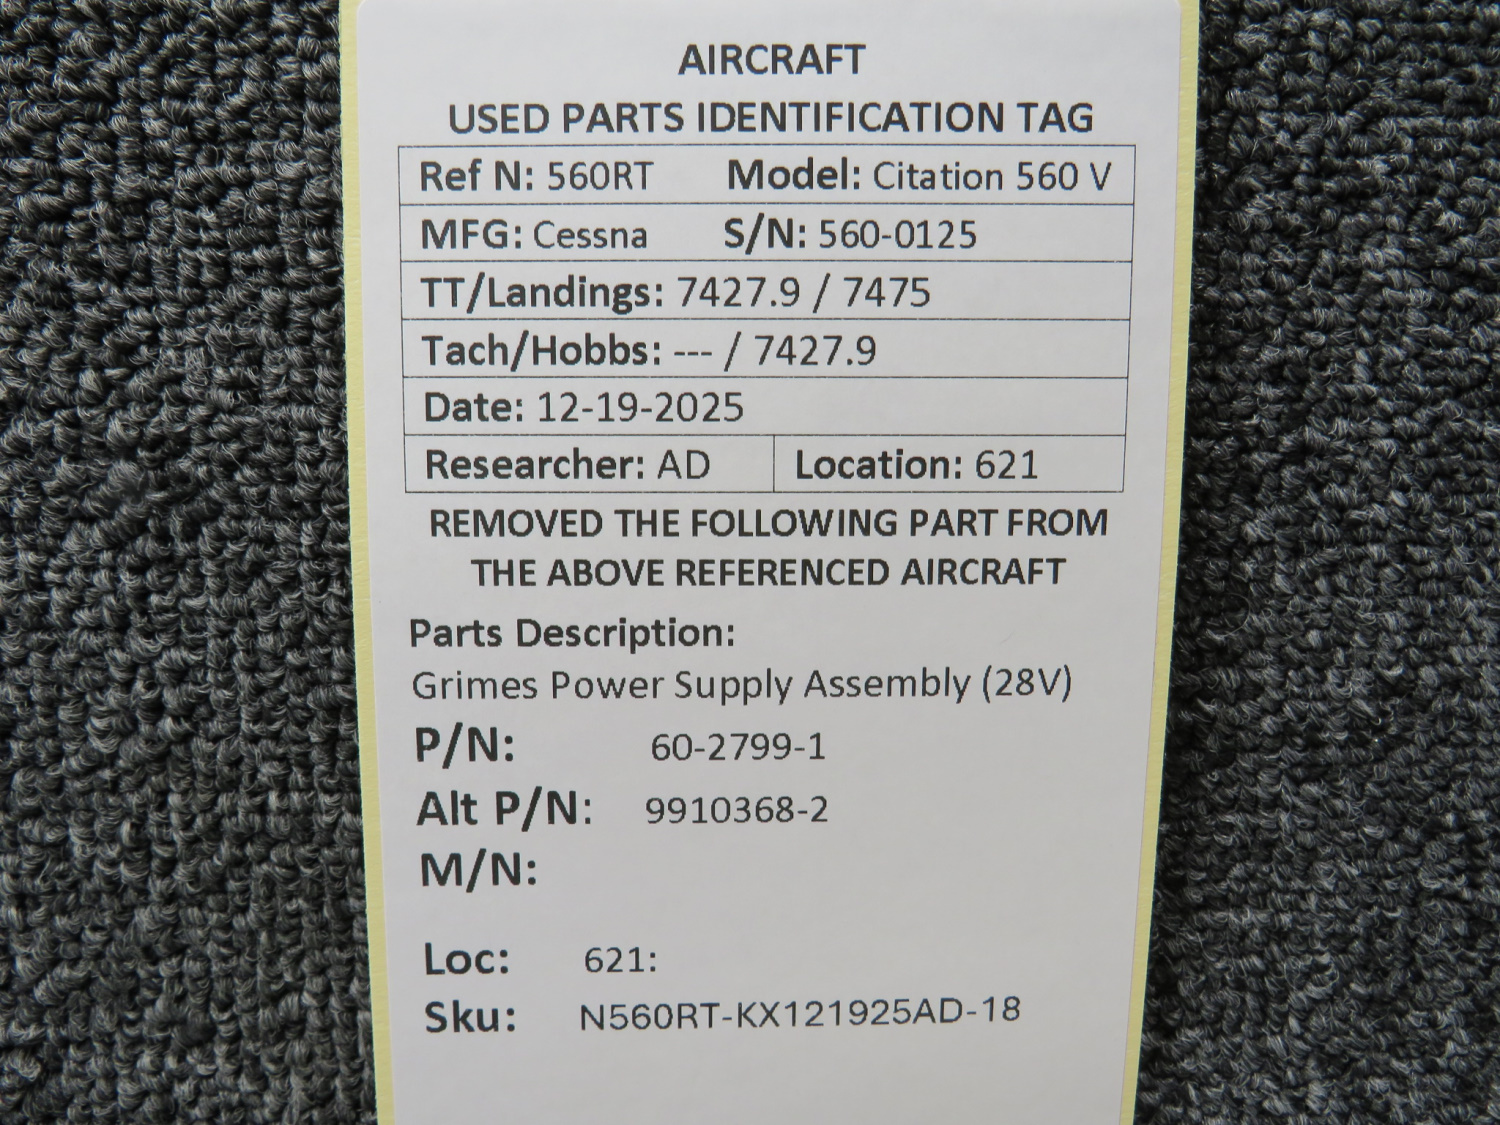 AIRCRAFT
USED PARTS IDENTIFICATION TAG
Ref N: 560RT Model: Citation 560 V
MFG: Cessna S/N: 560-0125
TT/Landings: 7427.9 / 7475
Tach/Hobbs: --- / 7427.9
Date: 12-19-2025
Researcher: AD Location: 621
REMOVED THE FOLLOWING PART FROM
THE ABOVE REFERENCED AIRCRAFT
Parts Description:
Grimes Power Supply Assembly (28V)
P/N: 60-2799-1
Alt P/N: 9910368-2
M/N:
Loc: 621:
Sku: N560RT-KX121925AD-18